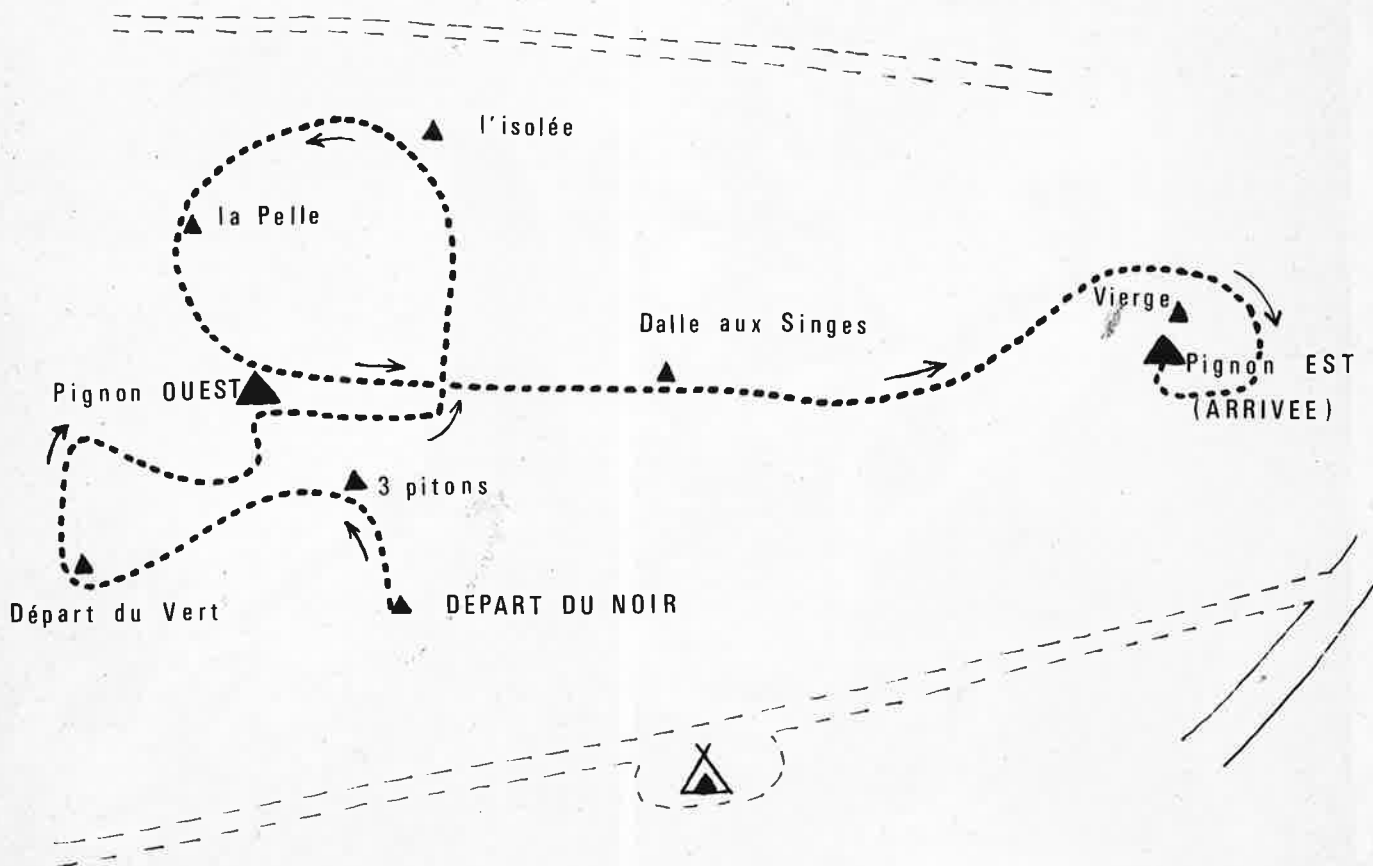 l'isolée
la Pelle
Vierge
Dalle aux Singes
Pignon EST
(ARRIVEE)
Pignon OUEST
3 pitons
DEPART DU NOIR
Départ du Vert